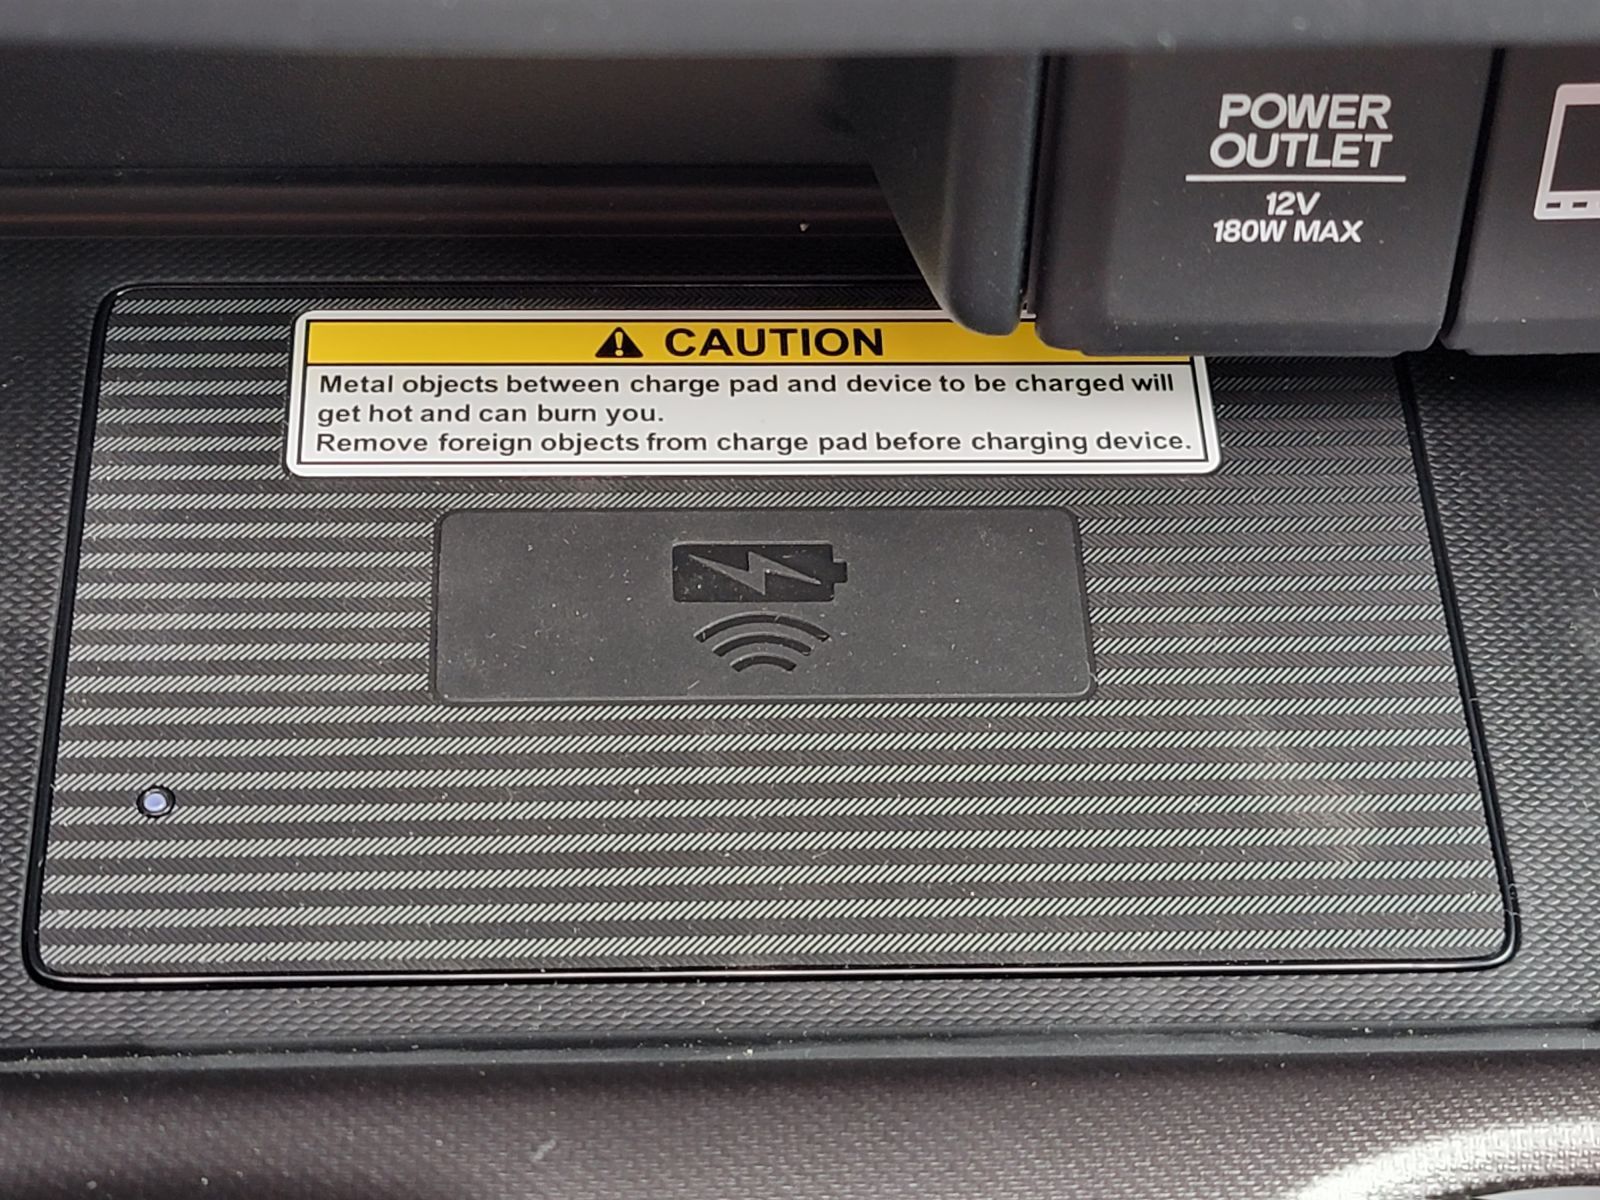 POWER
OUTLET
12V
180W MAX
CAUTION
Metal objects between charge pad and device to be charged will
get hot and can burn you.
Remove foreign objects from charge pad before charging device.